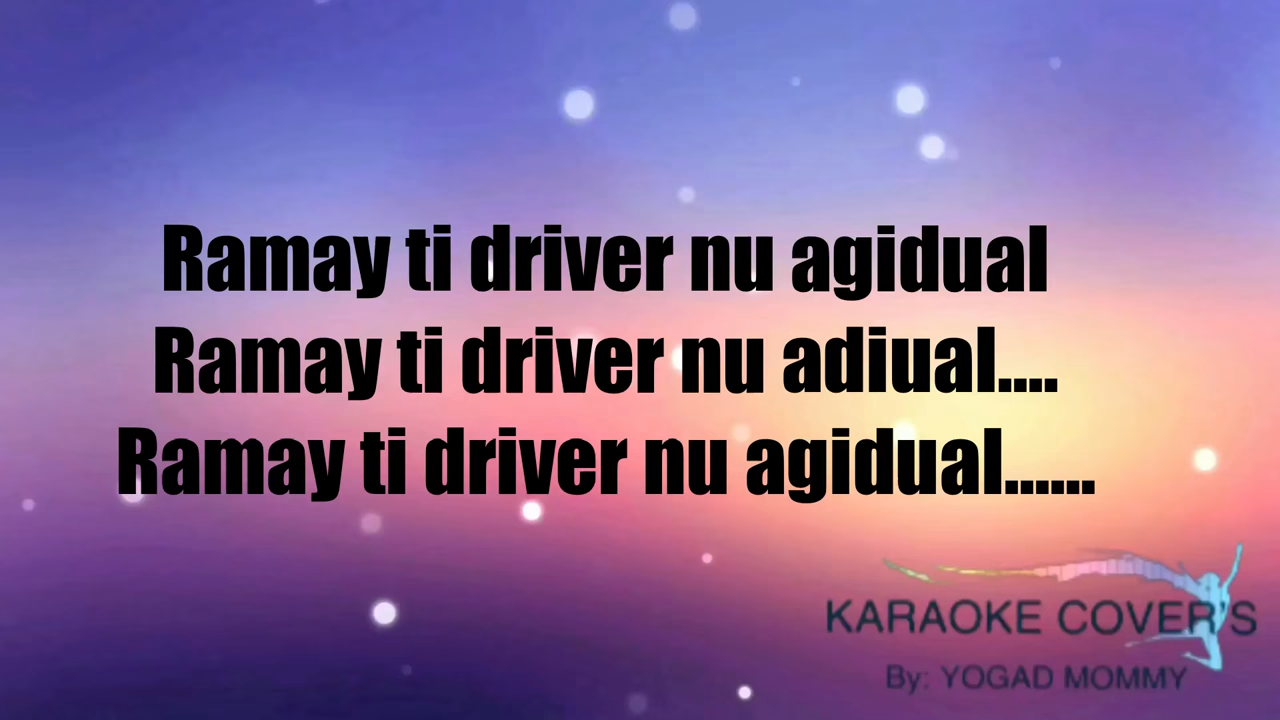 Ramay ti driver nu agidual
Ramay ti driver nu adiual....
Ramay ti driver nu agidual......
KARAOKE COVER'S
By: YOGAD MOMMY